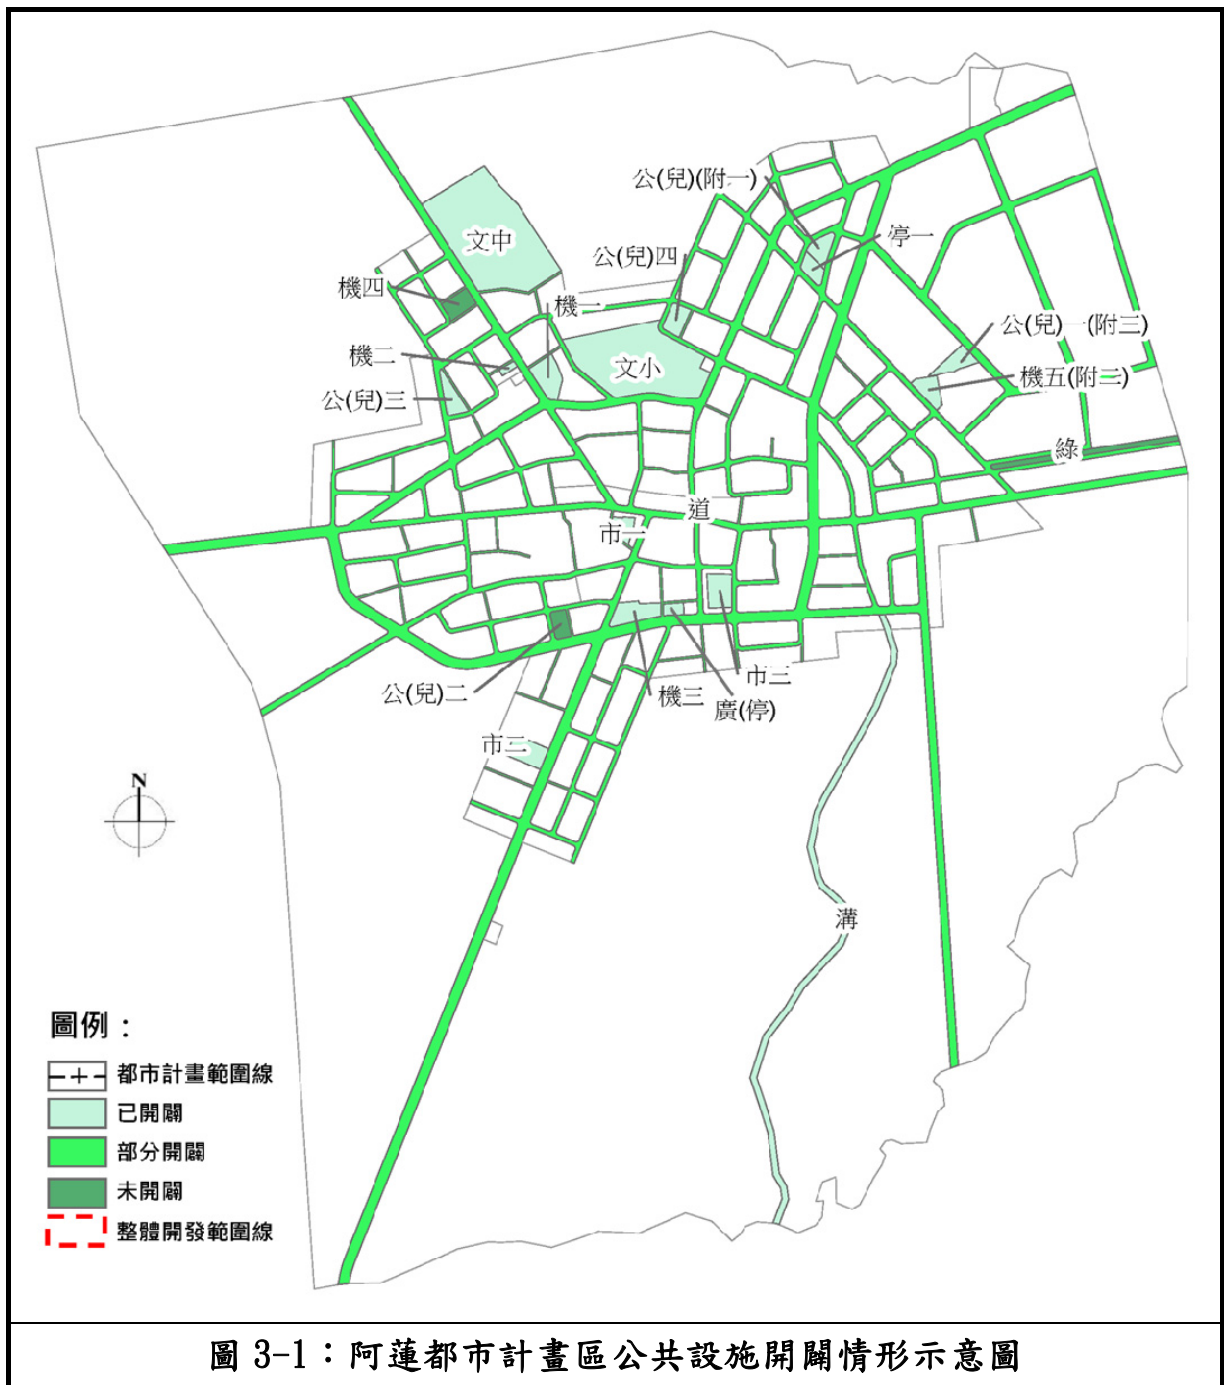 公(兒)(附一)
停一
文中
公(兒)四
機四
機一
公(兒)一(附三)
機二
文小
機五(附二)
公(兒)三
綠
道
市一
市三
公(兒)二
機三
廣(停)
市二
N
溝
圖例：
都市計畫範圍線
已開闢
部分開闢
未開闢
整體開發範圍線
圖 3-1：阿蓮都市計畫區公共設施開闢情形示意圖